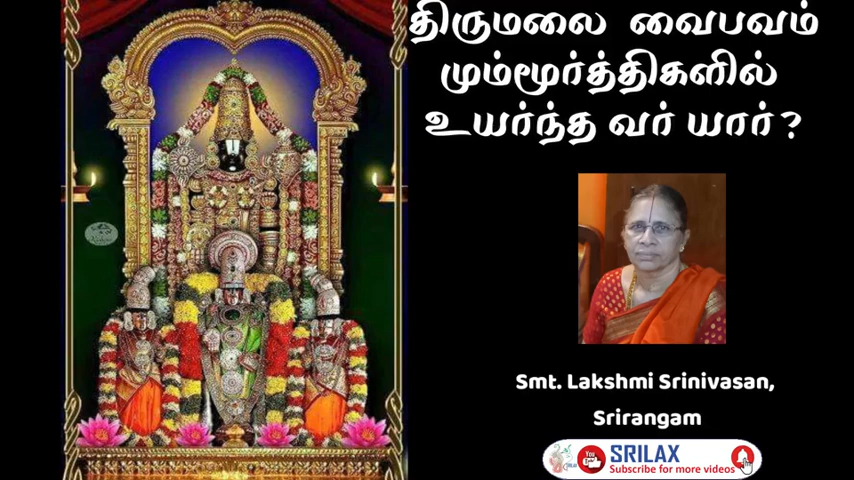 திருமலை வைபவம்
மும்மூர்த்திகளில்
உயர்ந்த வர் யார்?
Smt. Lakshmi Srinivasan,
Srirangam
SRILAX
Subscribe for more videos